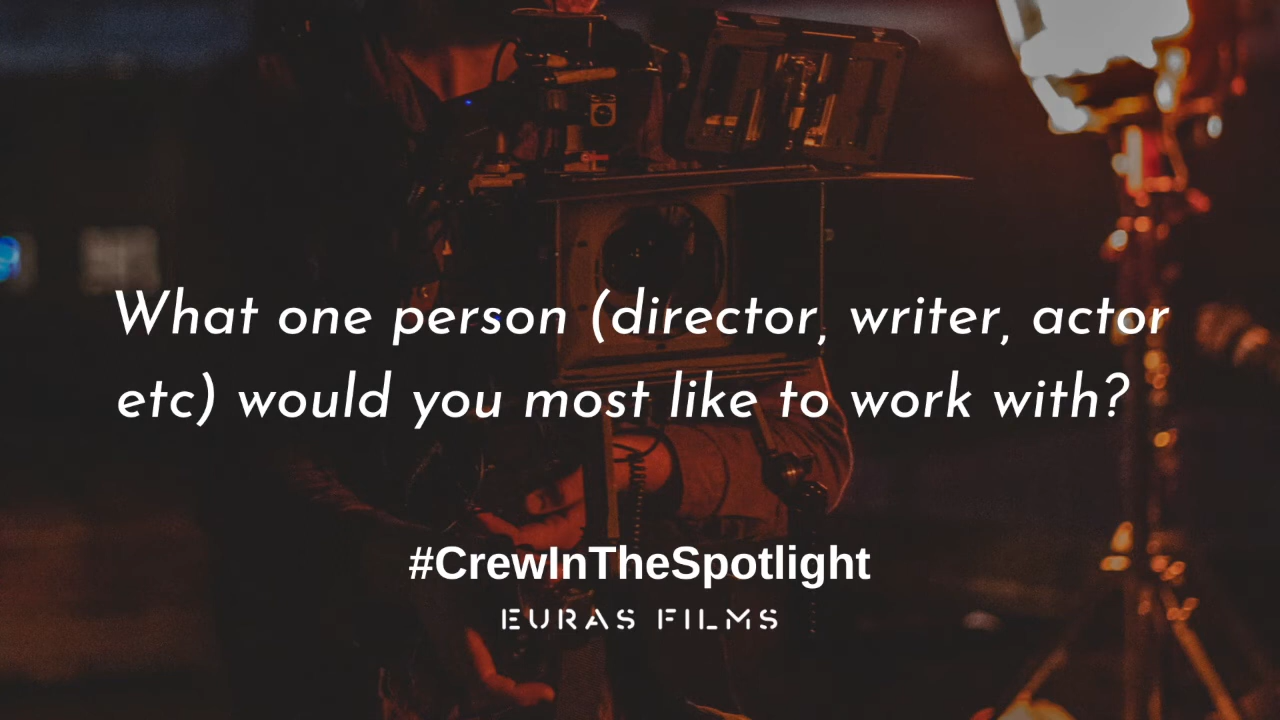 What one person (director, writer, actor
etc) would you most like to work with?
#CrewInTheSpotlight
EURAS FILMS